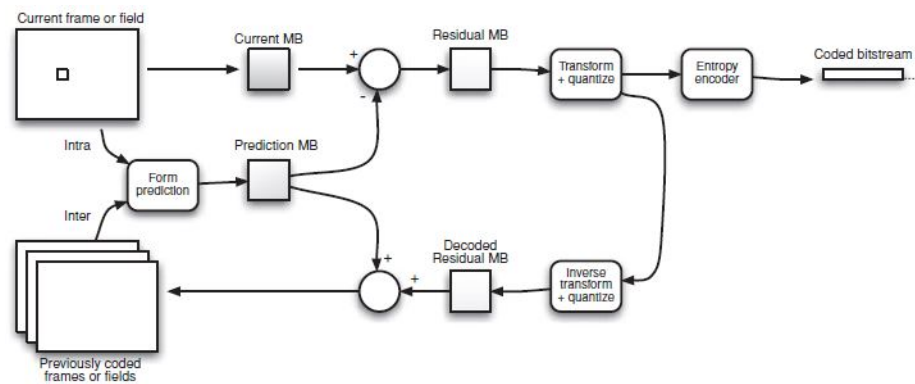 Current frame or field
Current MB
Residual MB
Coded bitstream
+
-
Transform
+ quantize
Entropy
encoder
...
Intra
Prediction MB
Form
prediction
Inter
Decoded
Residual MB
+
+
Inverse
transform
+ quantize
Previously coded
frames or fields